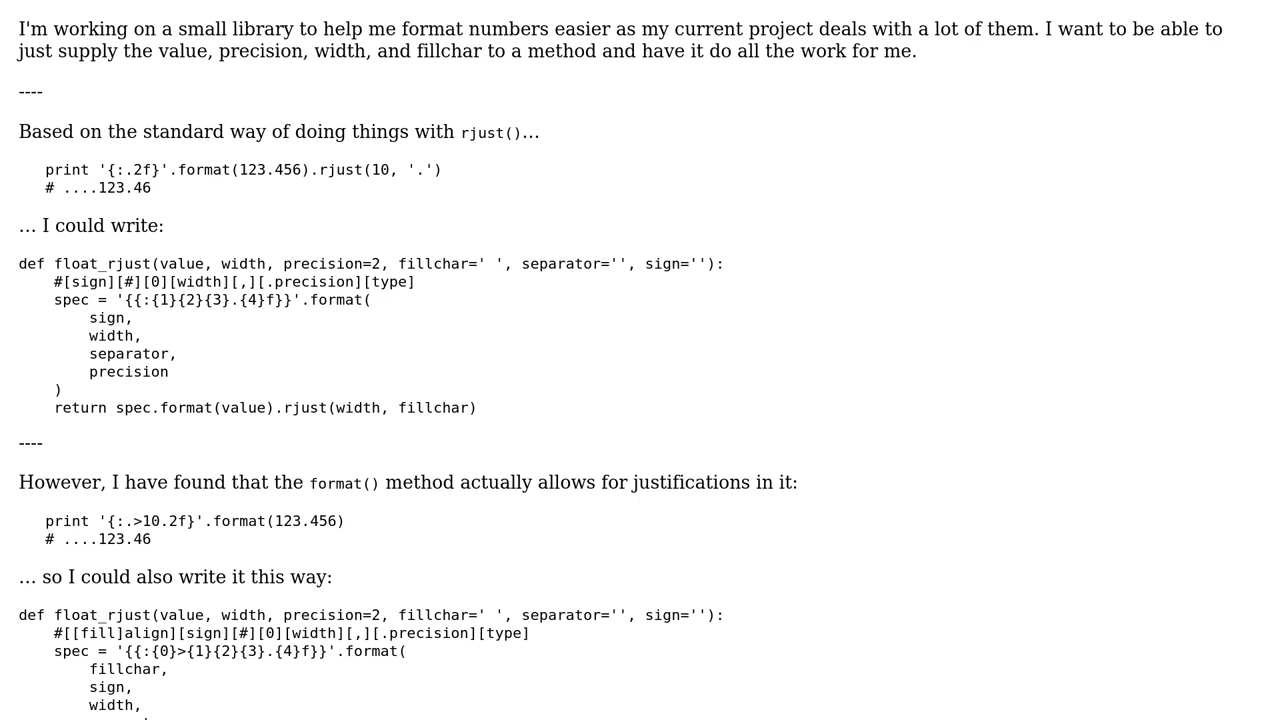 I'm working on a small library to help me format numbers easier as my current project deals with a lot of them. I want to be able to
just supply the value, precision, width, and fillchar to a method and have it do all the work for me.
----
Based on the standard way of doing things with rjust()...
print '{:.2f}'.format(123.456).rjust(10, '.')
# ....123.46
... I could write:
def float_rjust(value, width, precision=2, fillchar=' ', separator='', sign=''):
    #[sign][#][0][width][,][.precision][type]
    spec = '{{:{1}{2}{3}.{4}f}}'.format(
        sign,
        width,
        separator,
        precision
    )
    return spec.format(value).rjust(width, fillchar)
----
However, I have found that the format() method actually allows for justifications in it:
print '{:.>10.2f}'.format(123.456)
# ....123.46
... so I could also write it this way:
def float_rjust(value, width, precision=2, fillchar=' ', separator='', sign=''):
    #[[fill]align][sign][#][0][width][,][.precision][type]
    spec = '{{:{0}>{1}{2}{3}.{4}f}}'.format(
        fillchar,
        sign,
        width,